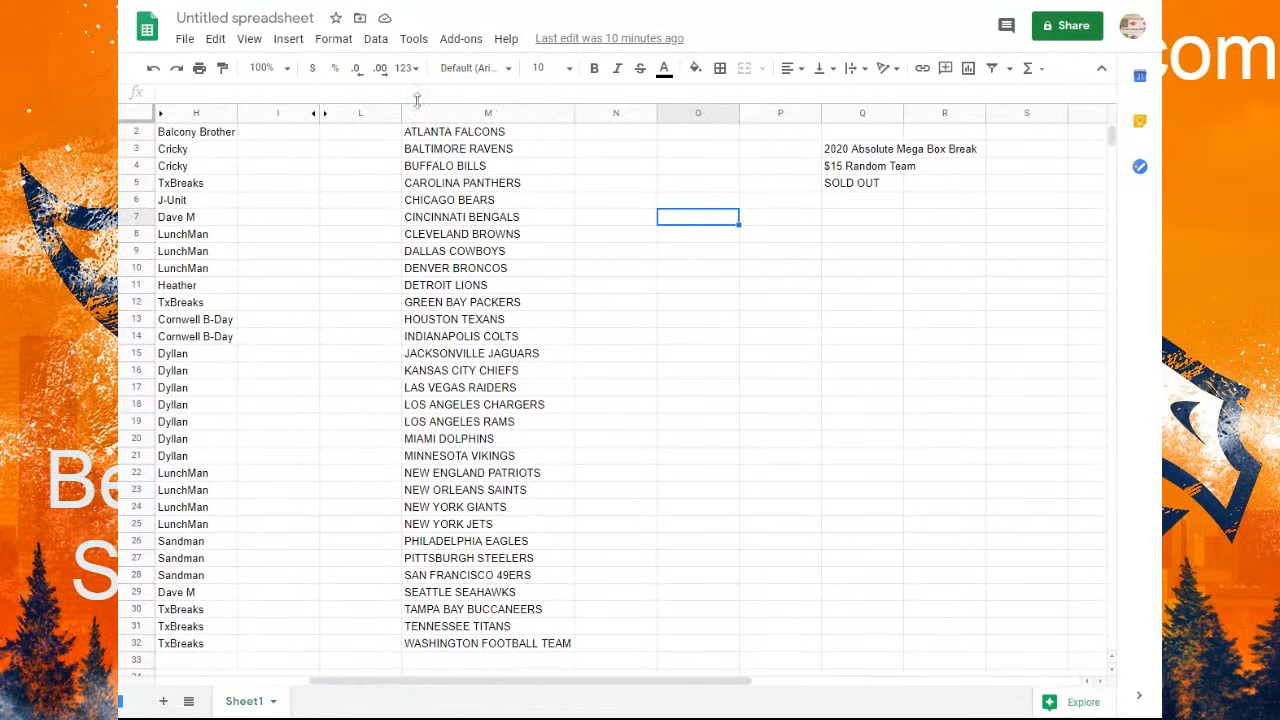 Untitled spreadsheet
File Edit View Insert Format Tools Add-ons Help Last edit was 10 minutes ago
Share
100% $ % .0 .00 123 Default (Ari... 10 B I S A
fx
H I L M N O P Q R S
2 Balcony Brother ATLANTA FALCONS
3 Cricky BALTIMORE RAVENS 2020 Absolute Mega Box Break
4 Cricky BUFFALO BILLS $15 Random Team
5 TxBreaks CAROLINA PANTHERS SOLD OUT
6 J-Unit CHICAGO BEARS
7 Dave M CINCINNATI BENGALS
8 LunchMan CLEVELAND BROWNS
9 LunchMan DALLAS COWBOYS
10 LunchMan DENVER BRONCOS
11 Heather DETROIT LIONS
12 TxBreaks GREEN BAY PACKERS
13 Cornwell B-Day HOUSTON TEXANS
14 Cornwell B-Day INDIANAPOLIS COLTS
15 Dyllan JACKSONVILLE JAGUARS
16 Dyllan KANSAS CITY CHIEFS
17 Dyllan LAS VEGAS RAIDERS
18 Dyllan LOS ANGELES CHARGERS
19 Dyllan LOS ANGELES RAMS
20 Dyllan MIAMI DOLPHINS
21 Dyllan MINNESOTA VIKINGS
22 LunchMan NEW ENGLAND PATRIOTS
23 LunchMan NEW ORLEANS SAINTS
24 LunchMan NEW YORK GIANTS
25 LunchMan NEW YORK JETS
26 Sandman PHILADELPHIA EAGLES
27 Sandman PITTSBURGH STEELERS
28 Sandman SAN FRANCISCO 49ERS
29 Dave M SEATTLE SEAHAWKS
30 TxBreaks TAMPA BAY BUCCANEERS
31 TxBreaks TENNESSEE TITANS
32 TxBreaks WASHINGTON FOOTBALL TEAM
33
Sheet1
Explore
com
Be
S